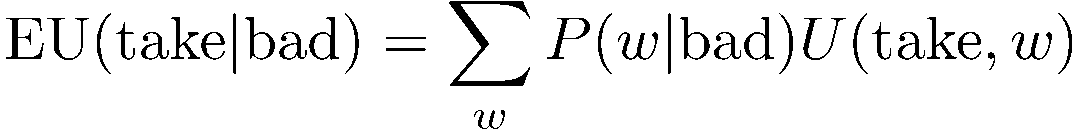 EU(take|bad) = ∑_w P(w|bad)U(take, w)